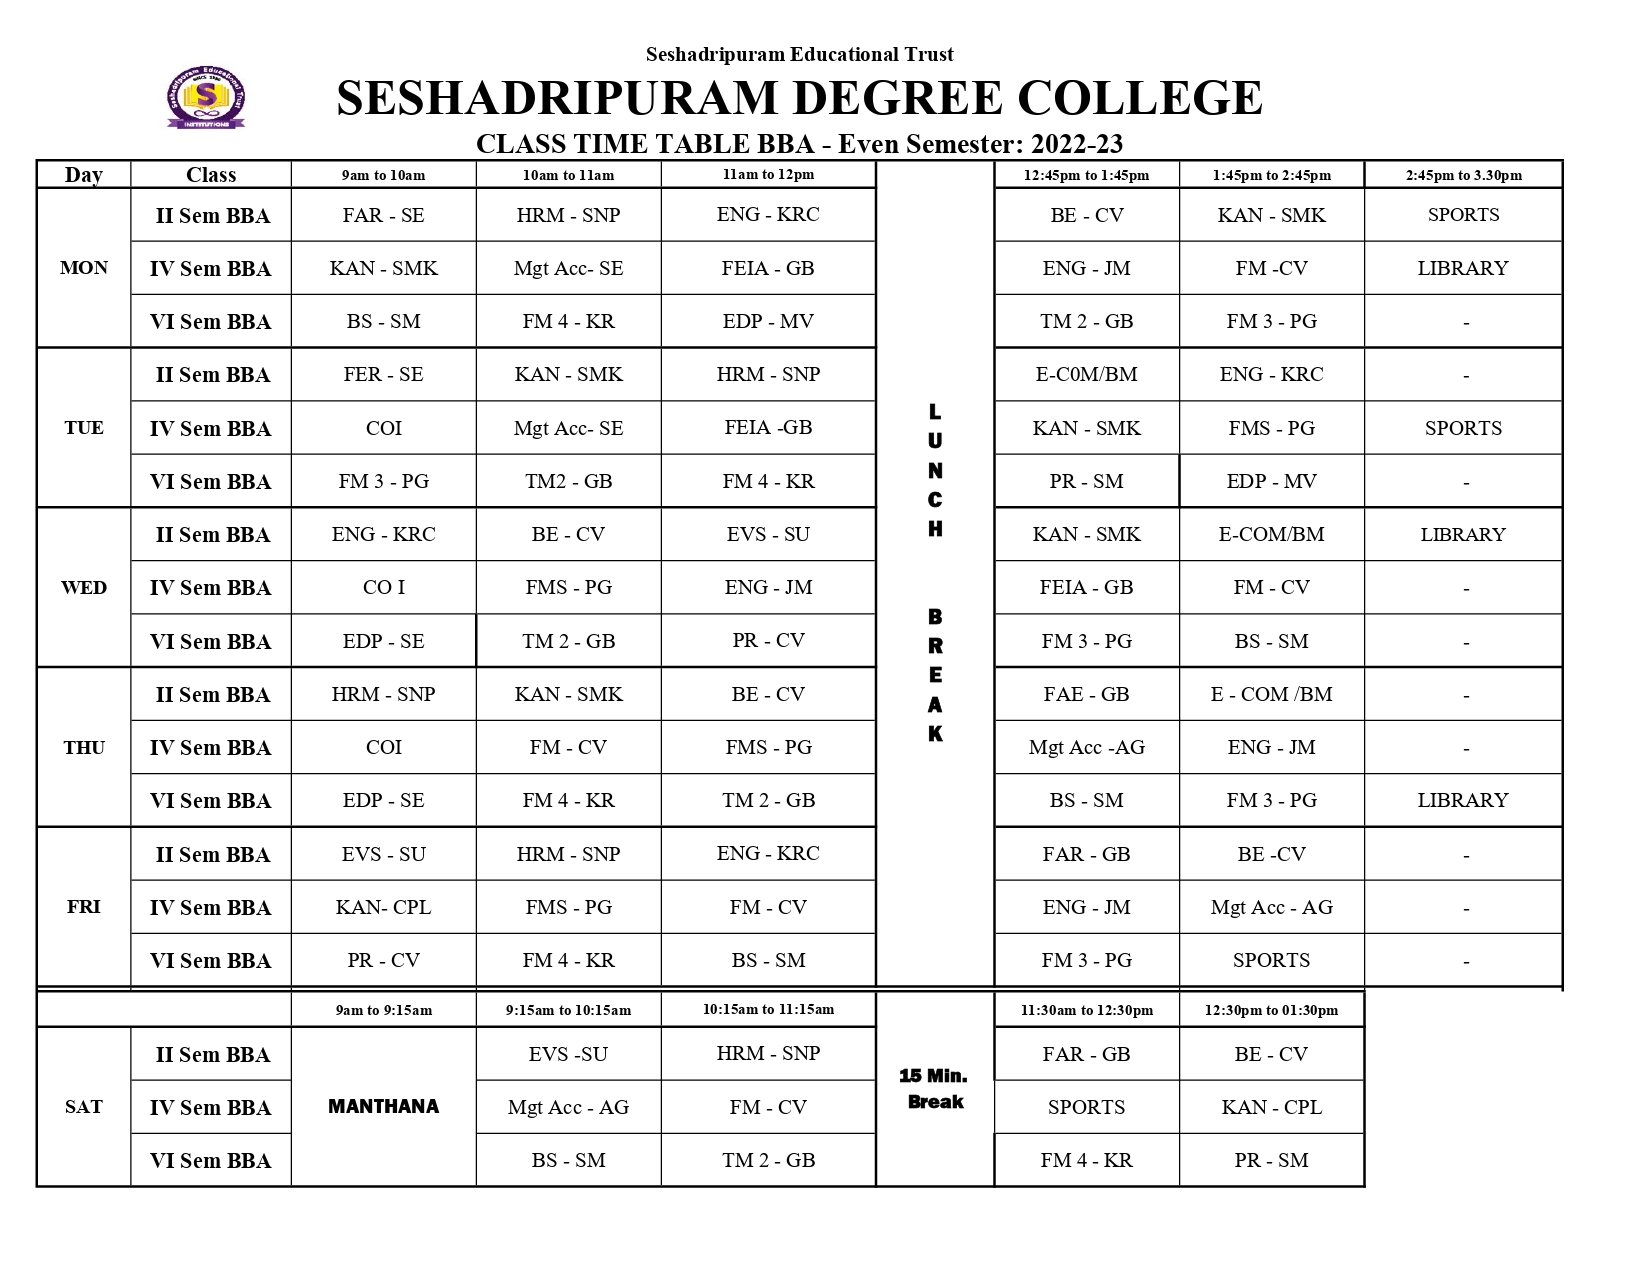 Seshadripuram Educational Trust
SESHADRIPURAM DEGREE COLLEGE
CLASS TIME TABLE BBA - Even Semester: 2022-23
Seshadripuram Educational Trust
S
INSTITUTIONS
Day Class 9am to 10am 10am to 11am 11am to 12pm 12:45pm to 1:45pm 1:45pm to 2:45pm 2:45pm to 3.30pm
MON
II Sem BBA FAR - SE HRM - SNP ENG - KRC BE - CV KAN - SMK SPORTS
IV Sem BBA KAN - SMK Mgt Acc- SE FEIA - GB ENG - JM FM -CV LIBRARY
VI Sem BBA BS - SM FM 4 - KR EDP - MV TM 2 - GB FM 3 - PG -
TUE
II Sem BBA FER - SE KAN - SMK HRM - SNP E-C0M/BM ENG - KRC -
IV Sem BBA COI Mgt Acc- SE FEIA -GB KAN - SMK FMS - PG SPORTS
VI Sem BBA FM 3 - PG TM2 - GB FM 4 - KR PR - SM EDP - MV -
WED
II Sem BBA ENG - KRC BE - CV EVS - SU KAN - SMK E-COM/BM LIBRARY
IV Sem BBA CO I FMS - PG ENG - JM FEIA - GB FM - CV -
VI Sem BBA EDP - SE TM 2 - GB PR - CV FM 3 - PG BS - SM -
THU
II Sem BBA HRM - SNP KAN - SMK BE - CV FAE - GB E - COM /BM -
IV Sem BBA COI FM - CV FMS - PG Mgt Acc -AG ENG - JM -
VI Sem BBA EDP - SE FM 4 - KR TM 2 - GB BS - SM FM 3 - PG LIBRARY
FRI
II Sem BBA EVS - SU HRM - SNP ENG - KRC FAR - GB BE -CV -
IV Sem BBA KAN- CPL FMS - PG FM - CV ENG - JM Mgt Acc - AG -
VI Sem BBA PR - CV FM 4 - KR BS - SM FM 3 - PG SPORTS -
LUNCH
BREAK
9am to 9:15am 9:15am to 10:15am 10:15am to 11:15am 11:30am to 12:30pm 12:30pm to 01:30pm
SAT
II Sem BBA EVS -SU HRM - SNP FAR - GB BE - CV
IV Sem BBA MANTHANA Mgt Acc - AG FM - CV SPORTS KAN - CPL
VI Sem BBA BS - SM TM 2 - GB FM 4 - KR PR - SM
15 Min.
Break